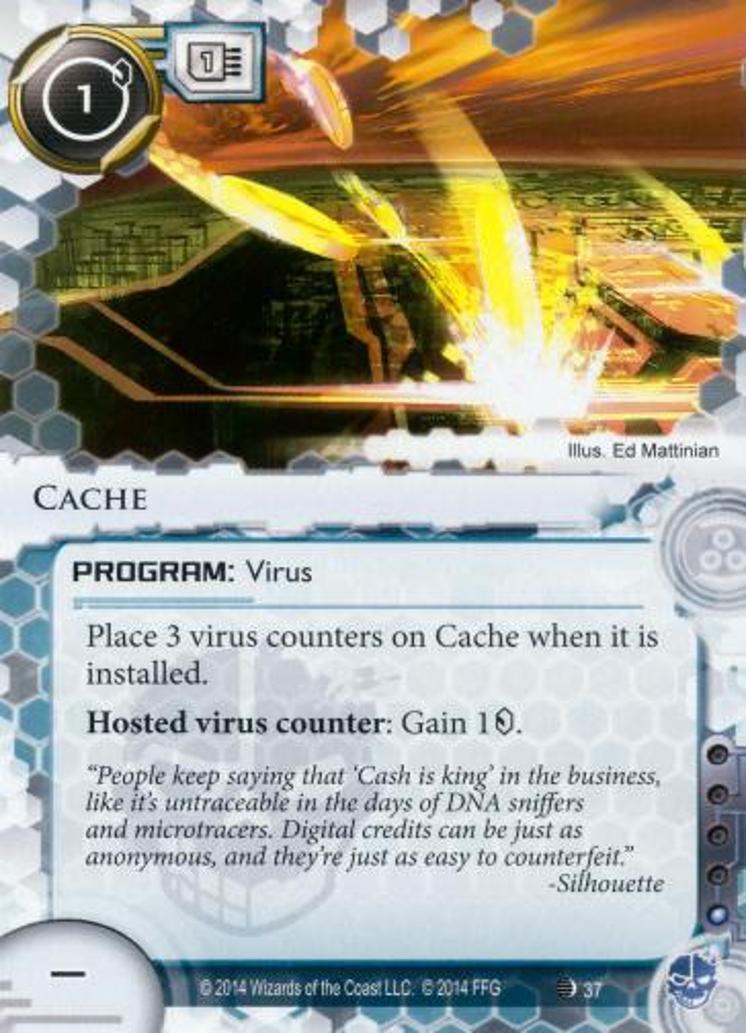 1
1
Illus. Ed Mattinian
CACHE
PROGRAM: Virus
Place 3 virus counters on Cache when it is
installed.
Hosted virus counter: Gain 1.
“People keep saying that ‘Cash is king’ in the business,
like it’s untraceable in the days of DNA sniffers
and microtracers. Digital credits can be just as
anonymous, and they’re just as easy to counterfeit.”
-Silhouette
–
© 2014 Wizards of the Coast LLC. © 2014 FFG
37